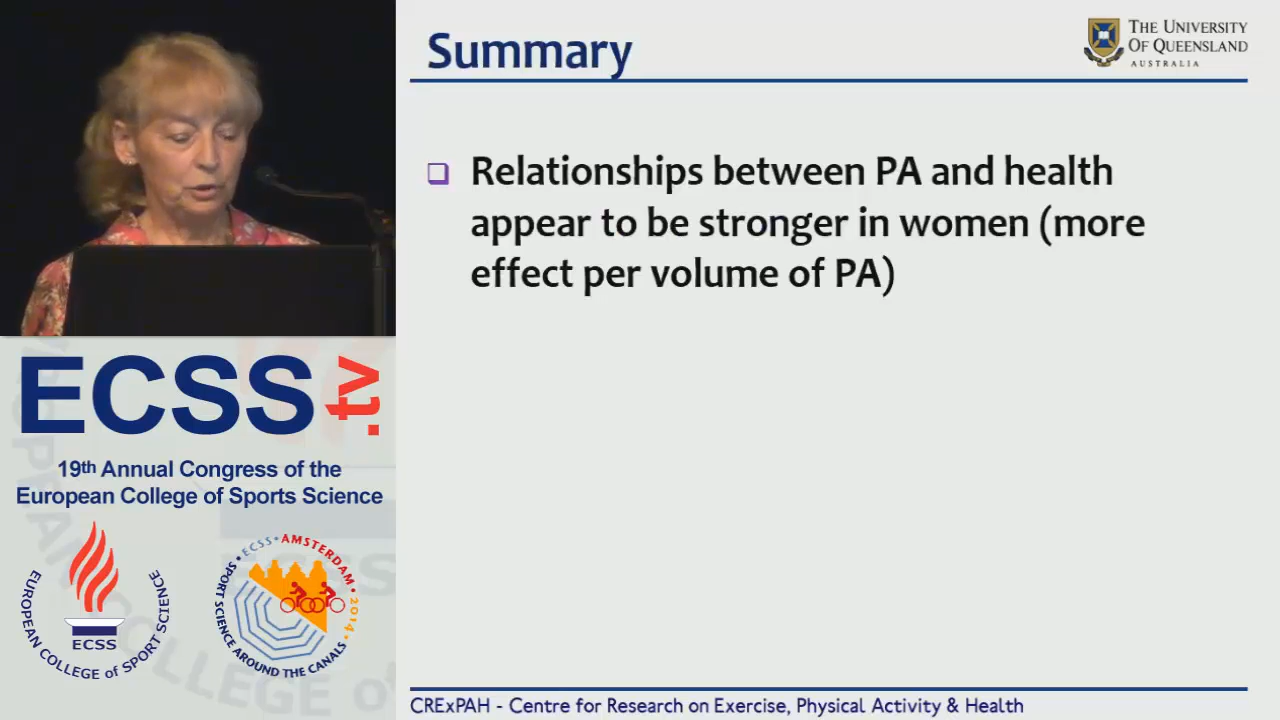 Summary
THE UNIVERSITY
OF QUEENSLAND
AUSTRALIA
❑ Relationships between PA and health
appear to be stronger in women (more
effect per volume of PA)
ECSS.tv
19th Annual Congress of the
European College of Sports Science
EUROPEAN COLLEGE of SPORT SCIENCE
ECSS
ECSS • AMSTERDAM • 2014 •
SPORT SCIENCE AROUND THE CANALS
CRExPAH - Centre for Research on Exercise, Physical Activity & Health